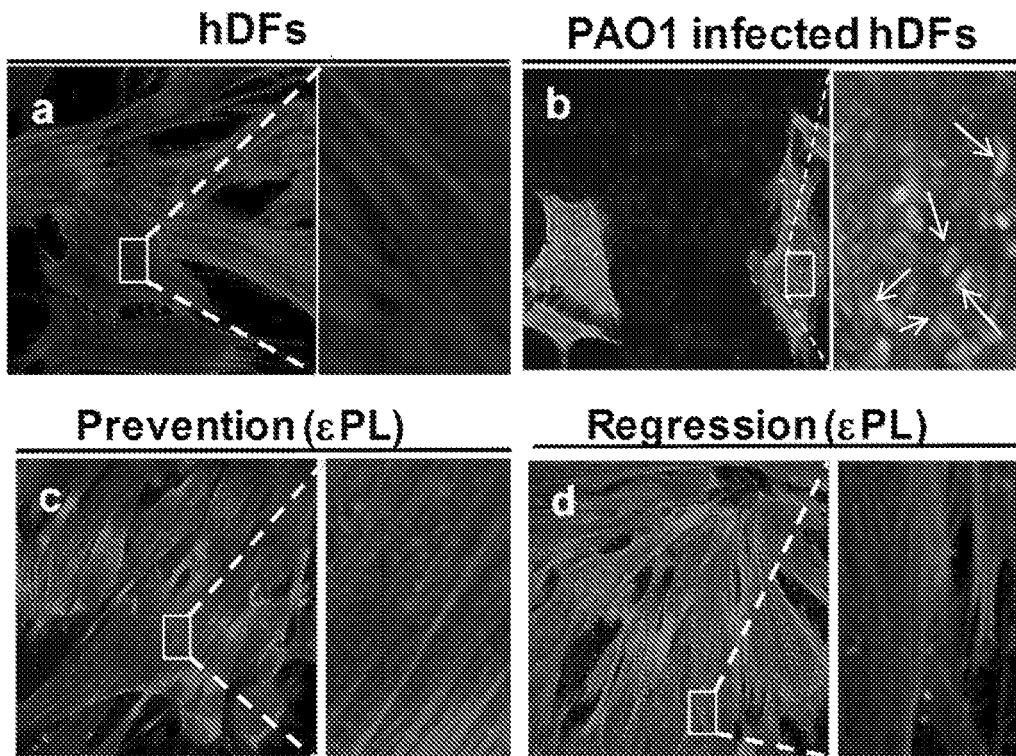 hDFs
PAO1 infected hDFs
a
b
Prevention (εPL)
Regression (εPL)
c
d